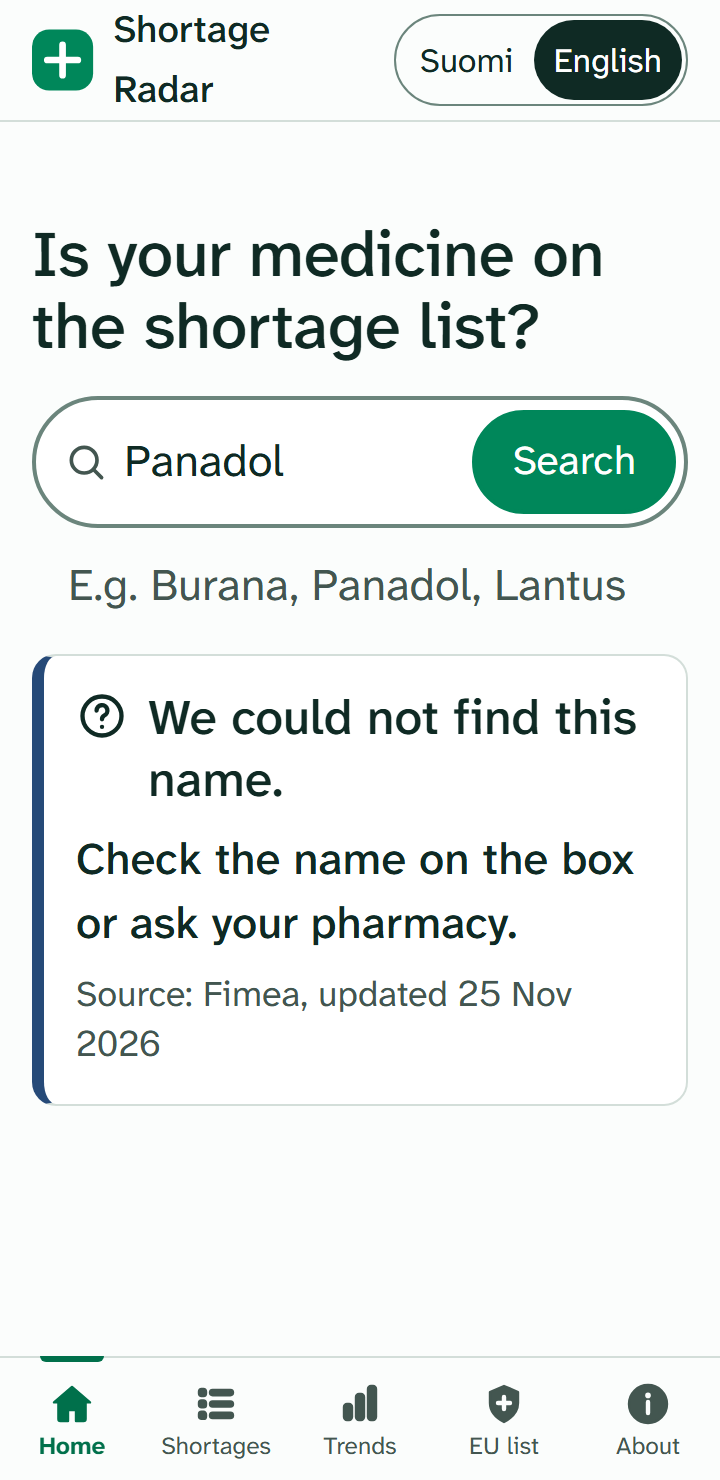 Shortage
Radar
Suomi
English
Is your medicine on
the shortage list?
Panadol
Search
E.g. Burana, Panadol, Lantus
We could not find this
name.
Check the name on the box
or ask your pharmacy.
Source: Fimea, updated 25 Nov
2026
Home
Shortages
Trends
EU list
About